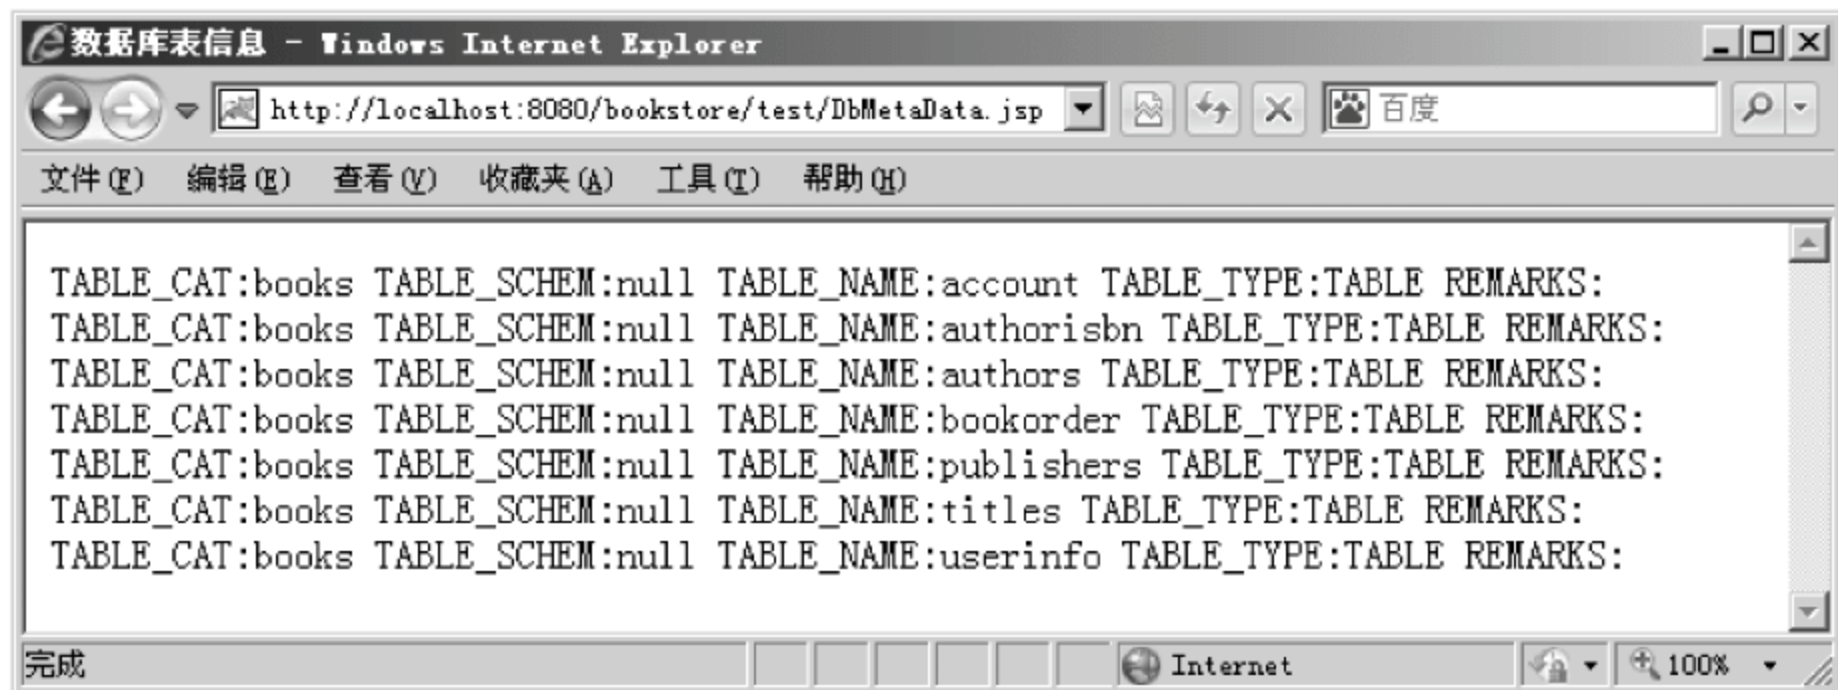 数据库表信息 - Windows Internet Explorer
http://localhost:8080/bookstore/test/DbMetaData.jsp 百度
文件(F) 编辑(E) 查看(V) 收藏夹(A) 工具(T) 帮助(H)
TABLE_CAT:books TABLE_SCHEM:null TABLE_NAME:account TABLE_TYPE:TABLE REMARKS:
TABLE_CAT:books TABLE_SCHEM:null TABLE_NAME:authorisbn TABLE_TYPE:TABLE REMARKS:
TABLE_CAT:books TABLE_SCHEM:null TABLE_NAME:authors TABLE_TYPE:TABLE REMARKS:
TABLE_CAT:books TABLE_SCHEM:null TABLE_NAME:bookorder TABLE_TYPE:TABLE REMARKS:
TABLE_CAT:books TABLE_SCHEM:null TABLE_NAME:publishers TABLE_TYPE:TABLE REMARKS:
TABLE_CAT:books TABLE_SCHEM:null TABLE_NAME:titles TABLE_TYPE:TABLE REMARKS:
TABLE_CAT:books TABLE_SCHEM:null TABLE_NAME:userinfo TABLE_TYPE:TABLE REMARKS:
完成 Internet 100%